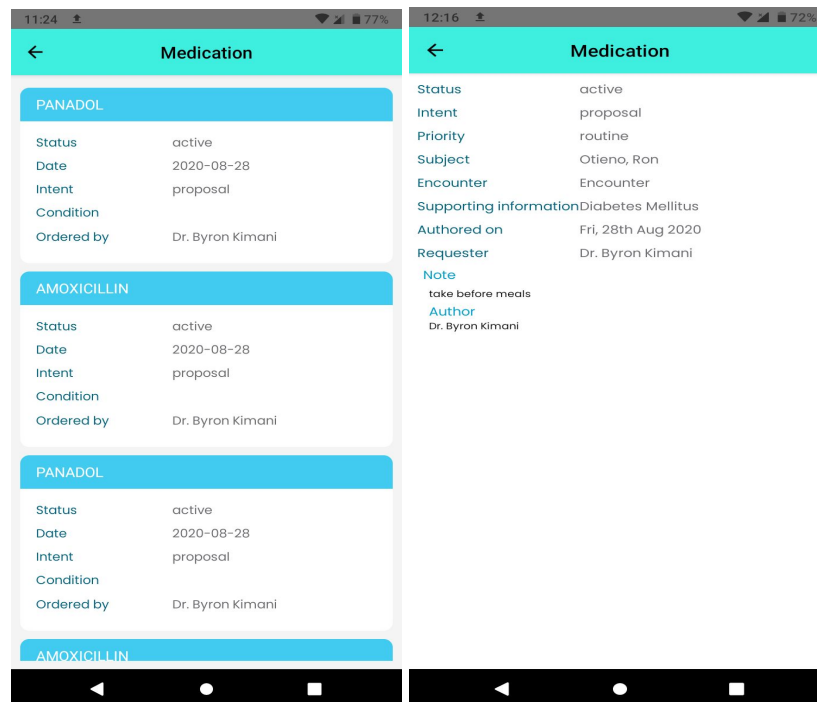 11:24
77%
Medication
PANADOL
Status active
Date 2020-08-28
Intent proposal
Condition
Ordered by Dr. Byron Kimani
AMOXICILLIN
Status active
Date 2020-08-28
Intent proposal
Condition
Ordered by Dr. Byron Kimani
PANADOL
Status active
Date 2020-08-28
Intent proposal
Condition
Ordered by Dr. Byron Kimani
AMOXICILLIN
12:16
72%
Medication
Status active
Intent proposal
Priority routine
Subject Otieno, Ron
Encounter Encounter
Supporting information Diabetes Mellitus
Authored on Fri, 28th Aug 2020
Requester Dr. Byron Kimani
Note
take before meals
Author
Dr. Byron Kimani